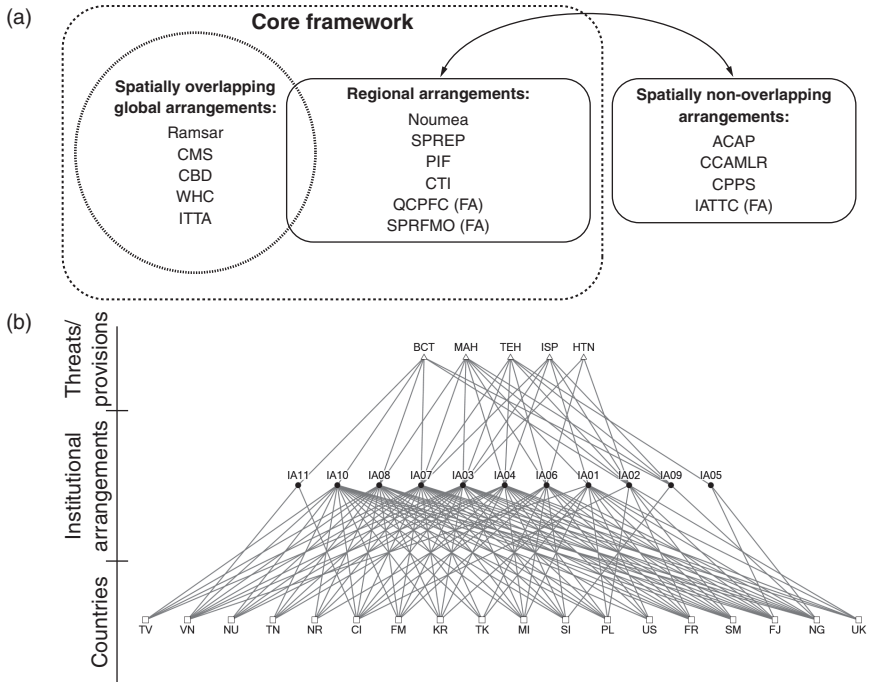 (a)
Core framework
Spatially overlapping
global arrangements:
Ramsar
CMS
CBD
WHC
ITTA
Regional arrangements:
Noumea
SPREP
PIF
CTI
QCPFC (FA)
SPRFMO (FA)
Spatially non-overlapping
arrangements:
ACAP
CCAMLR
CPPS
IATTC (FA)
(b)
Threats/
provisions
BCT MAH TEH ISP HTN
Institutional
arrangements
IA11 IA10 IA08 IA07 IA03 IA04 IA06 IA01 IA02 IA09 IA05
Countries
TV VN NU TN NR CI FM KR TK MI SI PL US FR SM FJ NG UK